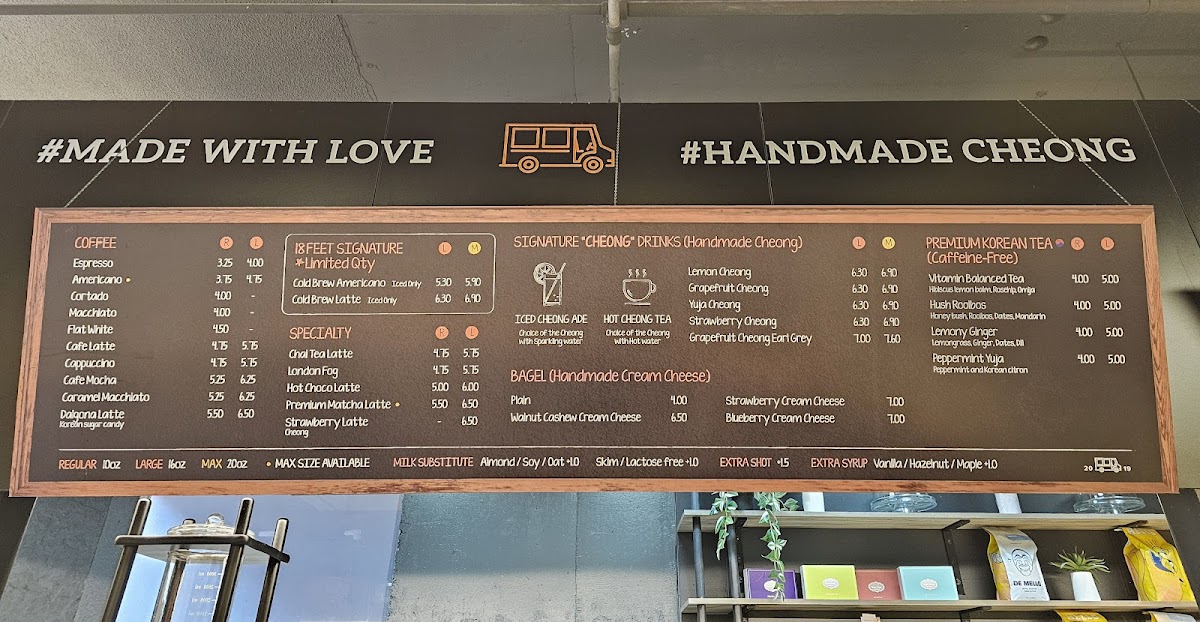 #MADE WITH LOVE
#HANDMADE CHEONG
COFFEE R L
Espresso 3.25 4.00
Americano • 3.75 4.75
Cortado 4.00 -
Macchiato 4.00 -
Flat White 4.50 -
Cafe Latte 4.75 5.75
Cappuccino 4.75 5.75
Cafe Mocha 5.25 6.25
Caramel Macchiato 5.25 6.25
Dalgona Latte 5.50 6.50
Korean sugar candy
18 FEET SIGNATURE L M
*Limited Qty
Cold Brew Americano Iced Only 5.30 5.90
Cold Brew Latte Iced Only 6.30 6.90
SPECIALTY R L
Chai Tea Latte 4.75 5.75
London Fog 4.75 5.75
Hot Choco Latte 5.00 6.00
Premium Matcha Latte • 5.50 6.50
Strawberry Latte - 6.50
Cheong
SIGNATURE "CHEONG" DRINKS (Handmade Cheong) L M
ICED CHEONG ADE
Choice of the Cheong
with Sparkling water
HOT CHEONG TEA
Choice of the Cheong
with Hot water
Lemon Cheong 6.30 6.90
Grapefruit Cheong 6.30 6.90
Yuja Cheong 6.30 6.90
Strawberry Cheong 6.30 6.90
Grapefruit Cheong Earl Grey 7.00 7.60
BAGEL (Handmade Cream Cheese)
Plain 4.00
Walnut Cashew Cream Cheese 6.50
Strawberry Cream Cheese 7.00
Blueberry Cream Cheese 7.00
PREMIUM KOREAN TEA R L
(Caffeine-Free)
Vitamin Balanced Tea 4.00 5.00
Hibiscus lemon balm, Rosehip, Omija
Hush Rooibos 4.00 5.00
Honey bush, Rooibos, Dates, Mandarin
Lemony Ginger 4.00 5.00
Lemongrass, Ginger, Dates, Dill
Peppermint Yuja 4.00 5.00
Peppermint and Korean citron
REGULAR 10oz LARGE 16oz MAX 20oz • MAX SIZE AVAILABLE MILK SUBSTITUTE Almond / Soy / Oat +1.0 Skim / Lactose free +1.0 EXTRA SHOT +1.5 EXTRA SYRUP Vanilla / Hazelnut / Maple +1.0
20 19
DE MELLO